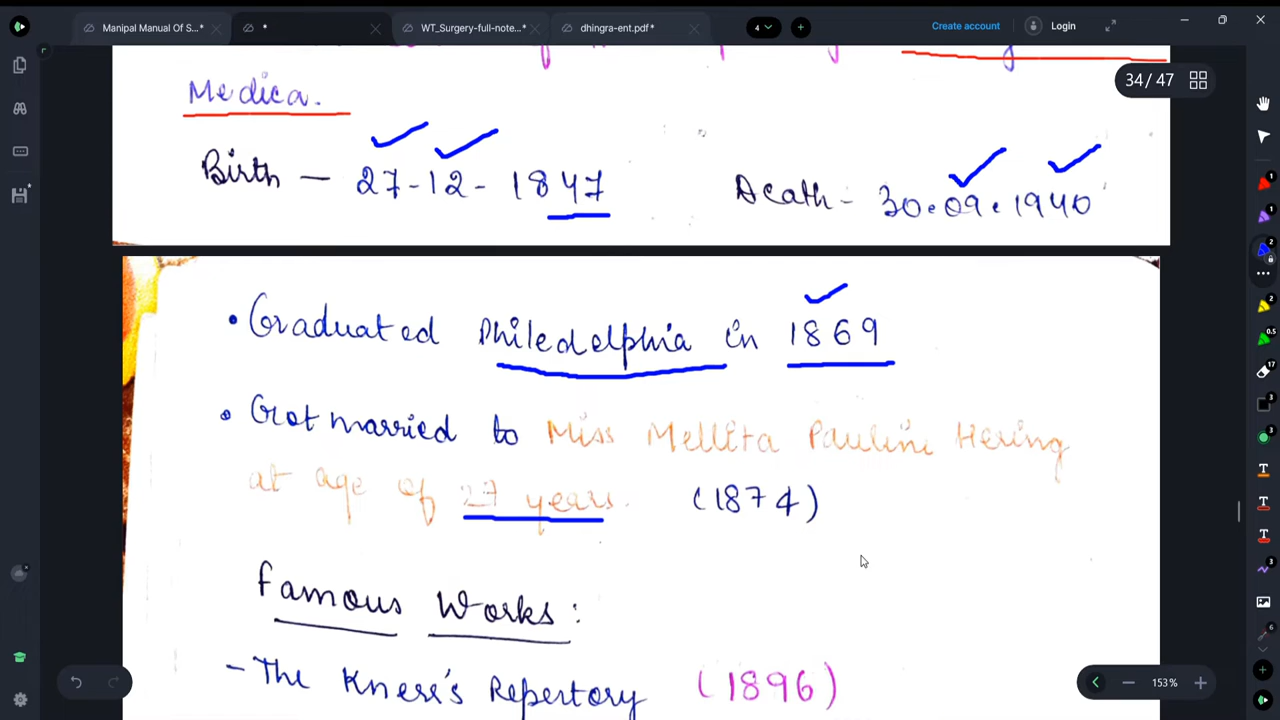 Manipal Manual Of S...*
*
WT_Surgery-full-note...*
dhingra-ent.pdf*
4
Create account
Login
34 / 47
Medica.
Birth — 27-12-1847
Death - 30.09.1940
• Graduated Philadelphia in 1869
• Got married to Miss Mellita Pauline Hering
at age of 27 years. (1874)
Famous Works:
- The Knerr's Repertory (1896)
153%